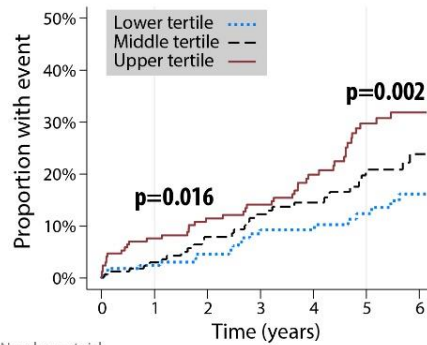 50%
40%
30%
20%
10%
0%
Proportion with event
Lower tertile
Middle tertile
Upper tertile
p=0.002
p=0.016
0 1 2 3 4 5 6
Time (years)